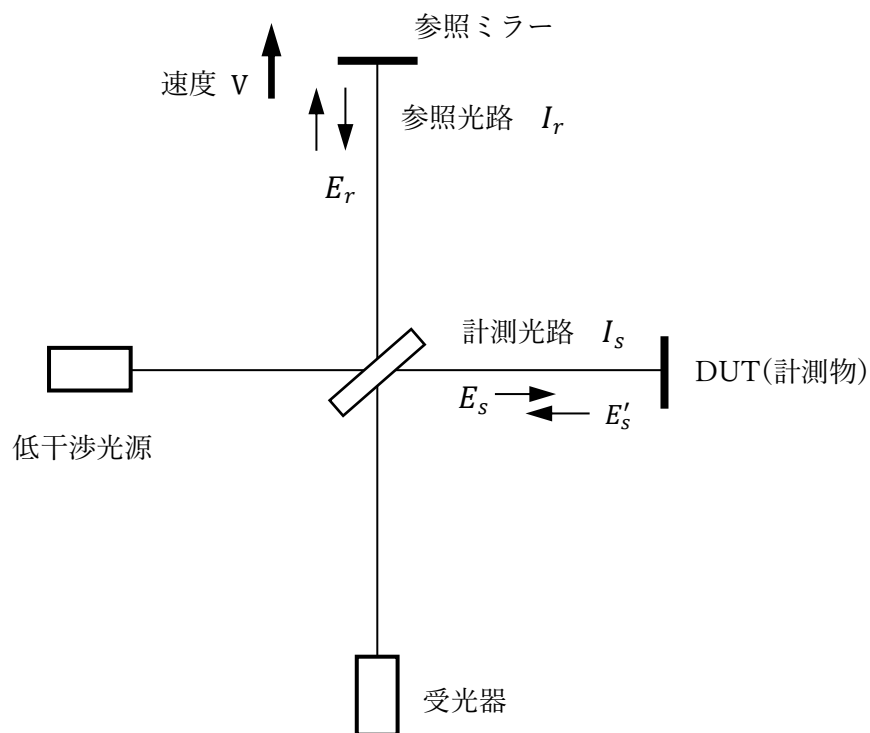 参照ミラー
速度 V
参照光路 I_r
E_r
計測光路 I_s
DUT(計測物)
E_s
E'_s
低干渉光源
受光器